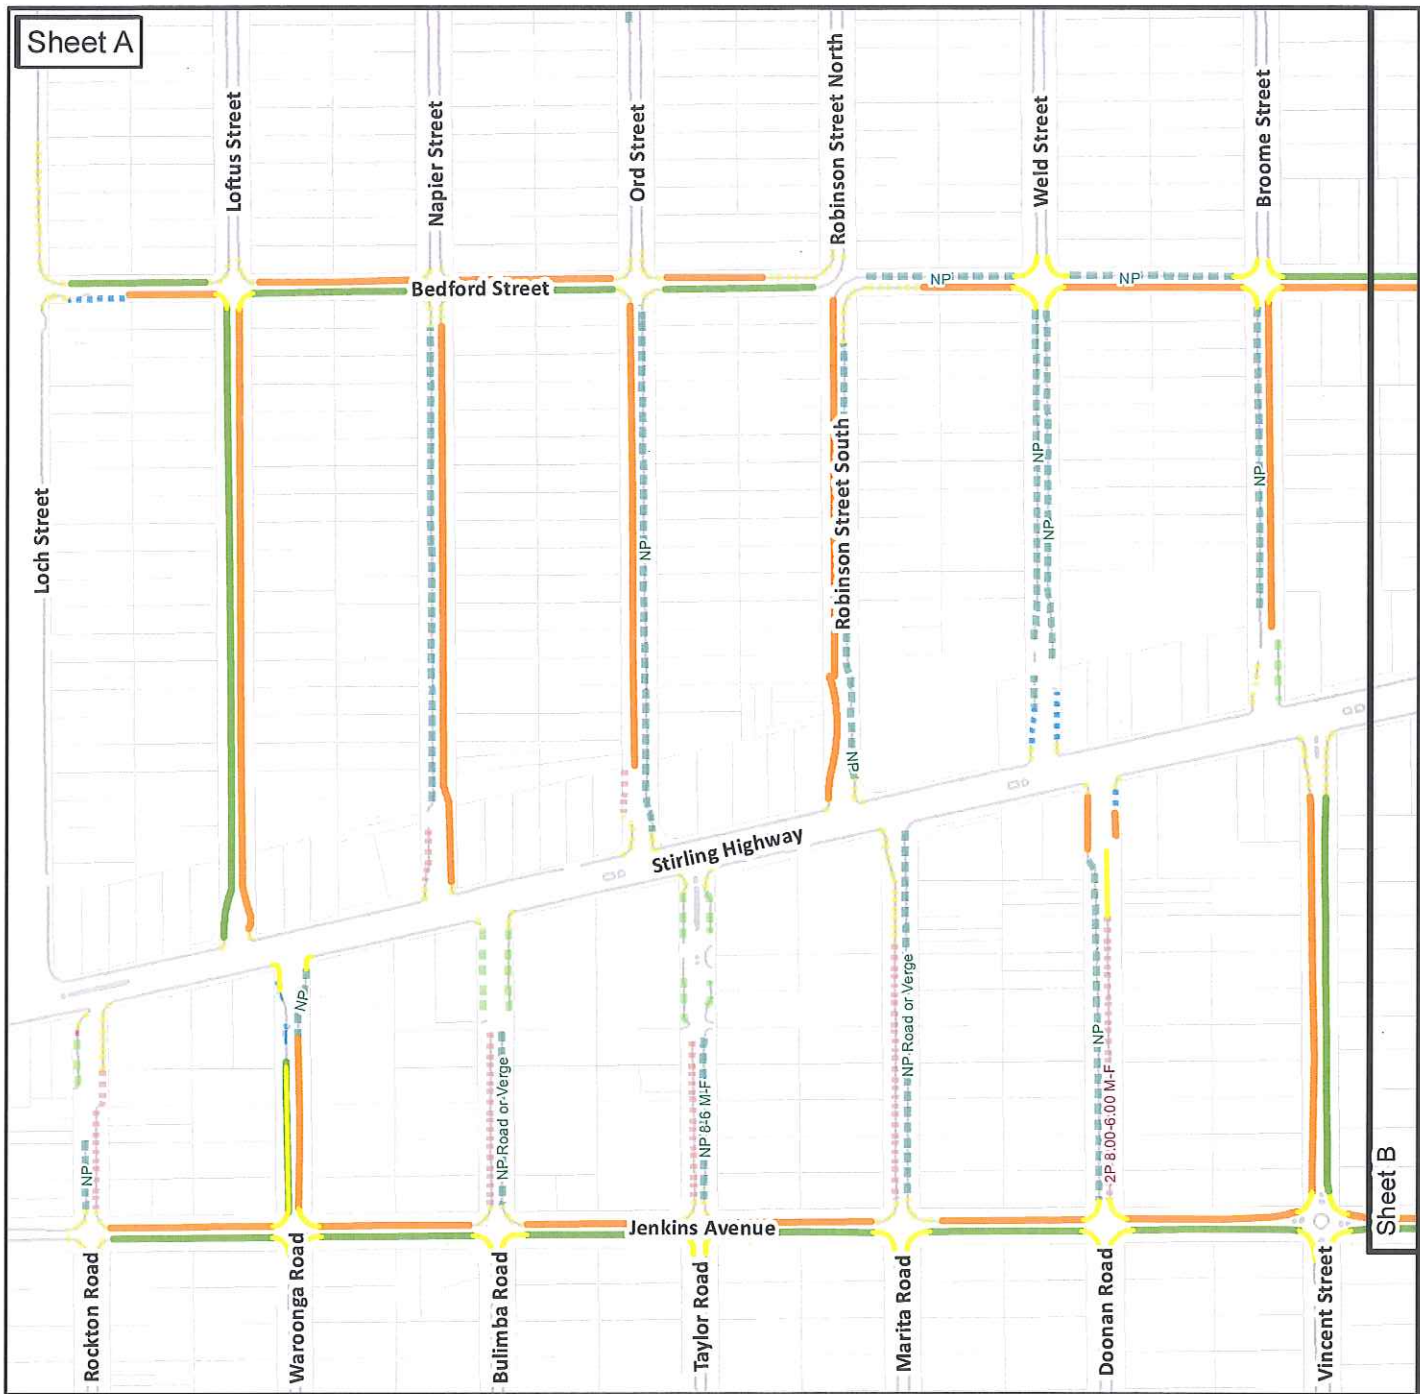 Sheet A
Loftus Street
Napier Street
Ord Street
Robinson Street North
Weld Street
Broome Street
Bedford Street
NP
NP
Loch Street
NP
Robinson Street South
NP
NP
NP
NP
Stirling Highway
NP
NP Road or Verge
NP 8-6 M-F
NP Road or Verge
NP
2P 8:00-6:00 M-F
NP
Jenkins Avenue
Sheet B
Rockton Road
Waroonga Road
Bulimba Road
Taylor Road
Marita Road
Doonan Road
Vincent Street